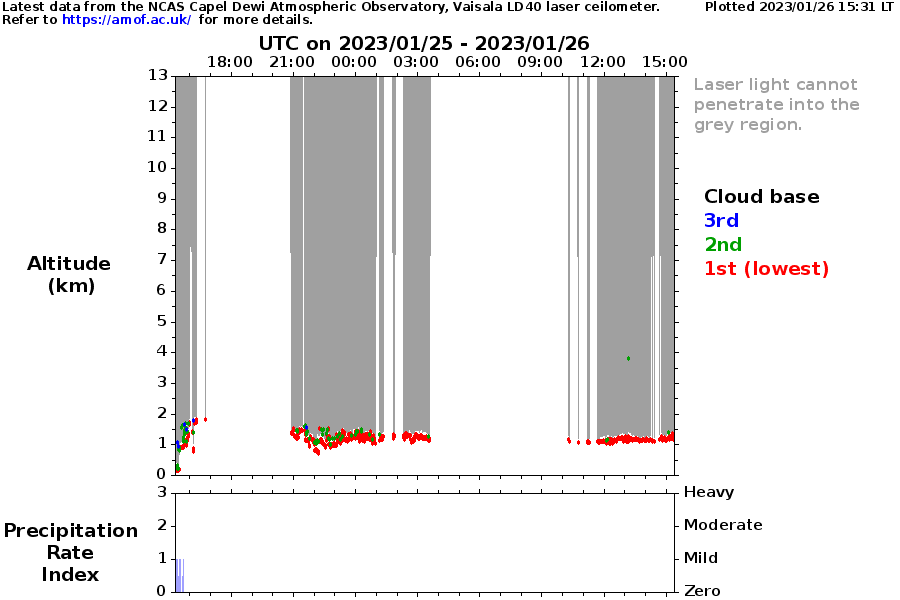 Latest data from the NCAS Capel Dewi Atmospheric Observatory, Vaisala LD40 laser ceilometer. Plotted 2023/01/26 15:31 LT
Refer to https://amof.ac.uk/ for more details.
UTC on 2023/01/25 - 2023/01/26
18:00 21:00 00:00 03:00 06:00 09:00 12:00 15:00
13
12
11
10
9
8
7
6
5
4
3
2
1
0
Altitude
(km)
Laser light cannot
penetrate into the
grey region.
Cloud base
3rd
2nd
1st (lowest)
3 Heavy
2 Moderate
1 Mild
0 Zero
Precipitation
Rate
Index